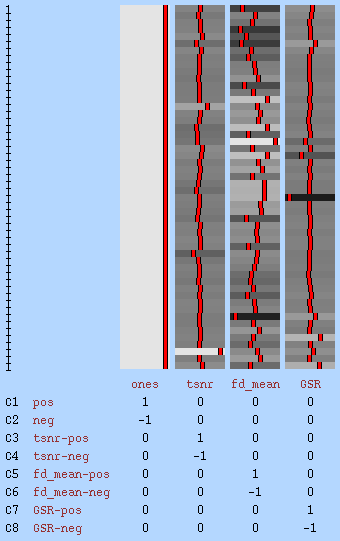 1
ones tsnr fd_mean GSR
C1 pos 1 0 0 0
C2 neg -1 0 0 0
C3 tsnr-pos 0 1 0 0
C4 tsnr-neg 0 -1 0 0
C5 fd_mean-pos 0 0 1 0
C6 fd_mean-neg 0 0 -1 0
C7 GSR-pos 0 0 0 1
C8 GSR-neg 0 0 0 -1